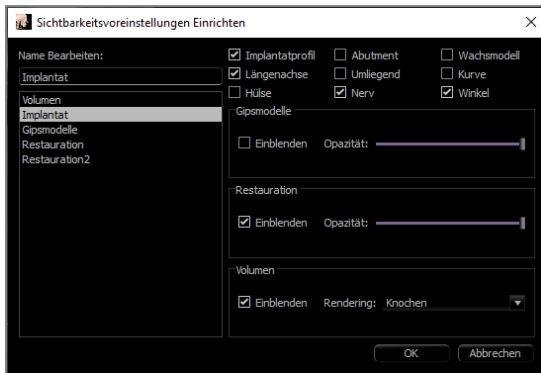 Sichtbarkeitsvoreinstellungen Einrichten
Name Bearbeiten:
Implantat
Volumen
Implantat
Gipsmodelle
Restauration
Restauration2
Implantatprofil Abutment Wachsmodell
Längenachse Umliegend Kurve
Hülse Nerv Winkel
Gipsmodelle
Einblenden Opazität:
Restauration
Einblenden Opazität:
Volumen
Einblenden Rendering: Knochen
OK Abbrechen